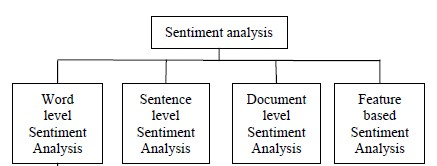 Sentiment analysis
Word
level
Sentiment
Analysis
Sentence
level
Sentiment
Analysis
Document
level
Sentiment
Analysis
Feature
based
Sentiment
Analysis